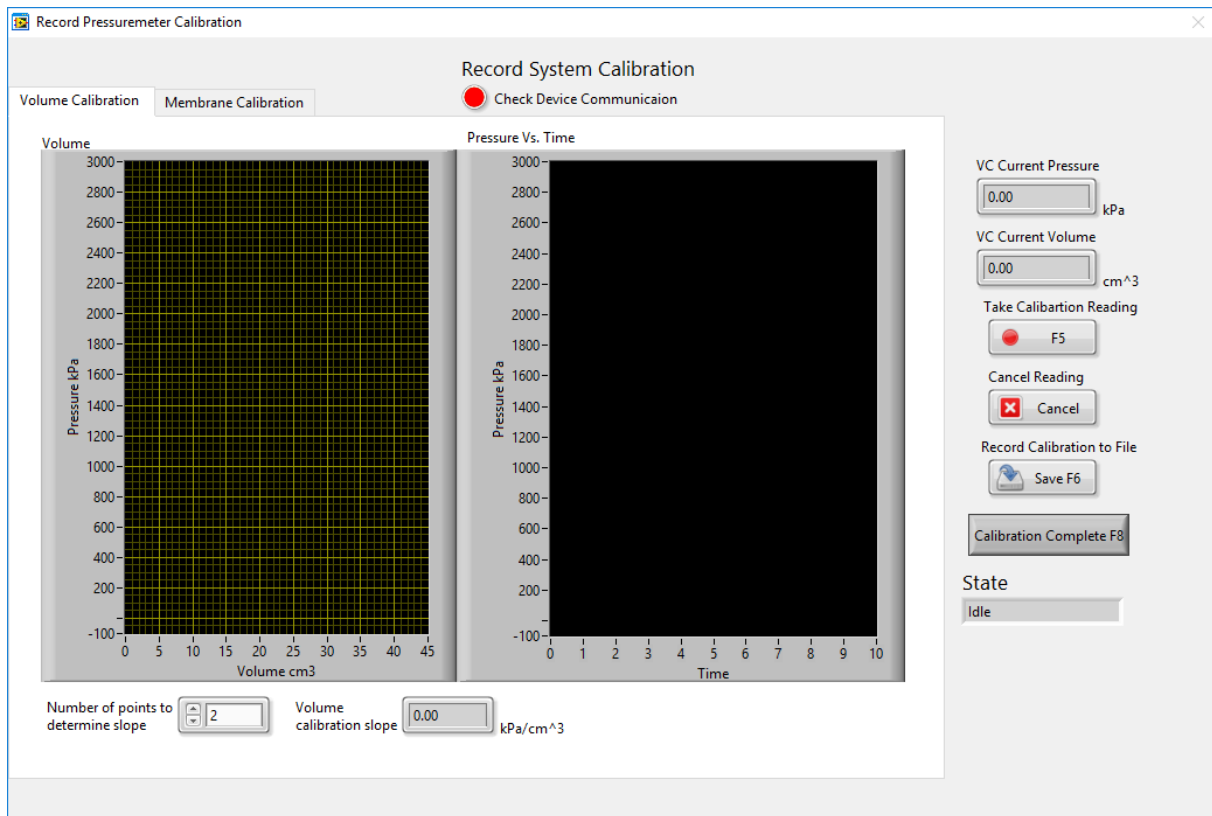 Record Pressuremeter Calibration
Record System Calibration
Volume Calibration
Membrane Calibration
Check Device Communicaion
Volume
3000
2800
2600
2400
2200
2000
1800
1600
1400
1200
1000
800
600
400
200
-100
Pressure kPa
0 5 10 15 20 25 30 35 40 45
Volume cm3
Pressure Vs. Time
3000
2800
2600
2400
2200
2000
1800
1600
1400
1200
1000
800
600
400
200
-100
Pressure kPa
0 1 2 3 4 5 6 7 8 9 10
Time
Number of points to
determine slope
2
Volume
calibration slope
0.00
kPa/cm^3
VC Current Pressure
0.00
kPa
VC Current Volume
0.00
cm^3
Take Calibartion Reading
F5
Cancel Reading
Cancel
Record Calibration to File
Save F6
Calibration Complete F8
State
Idle